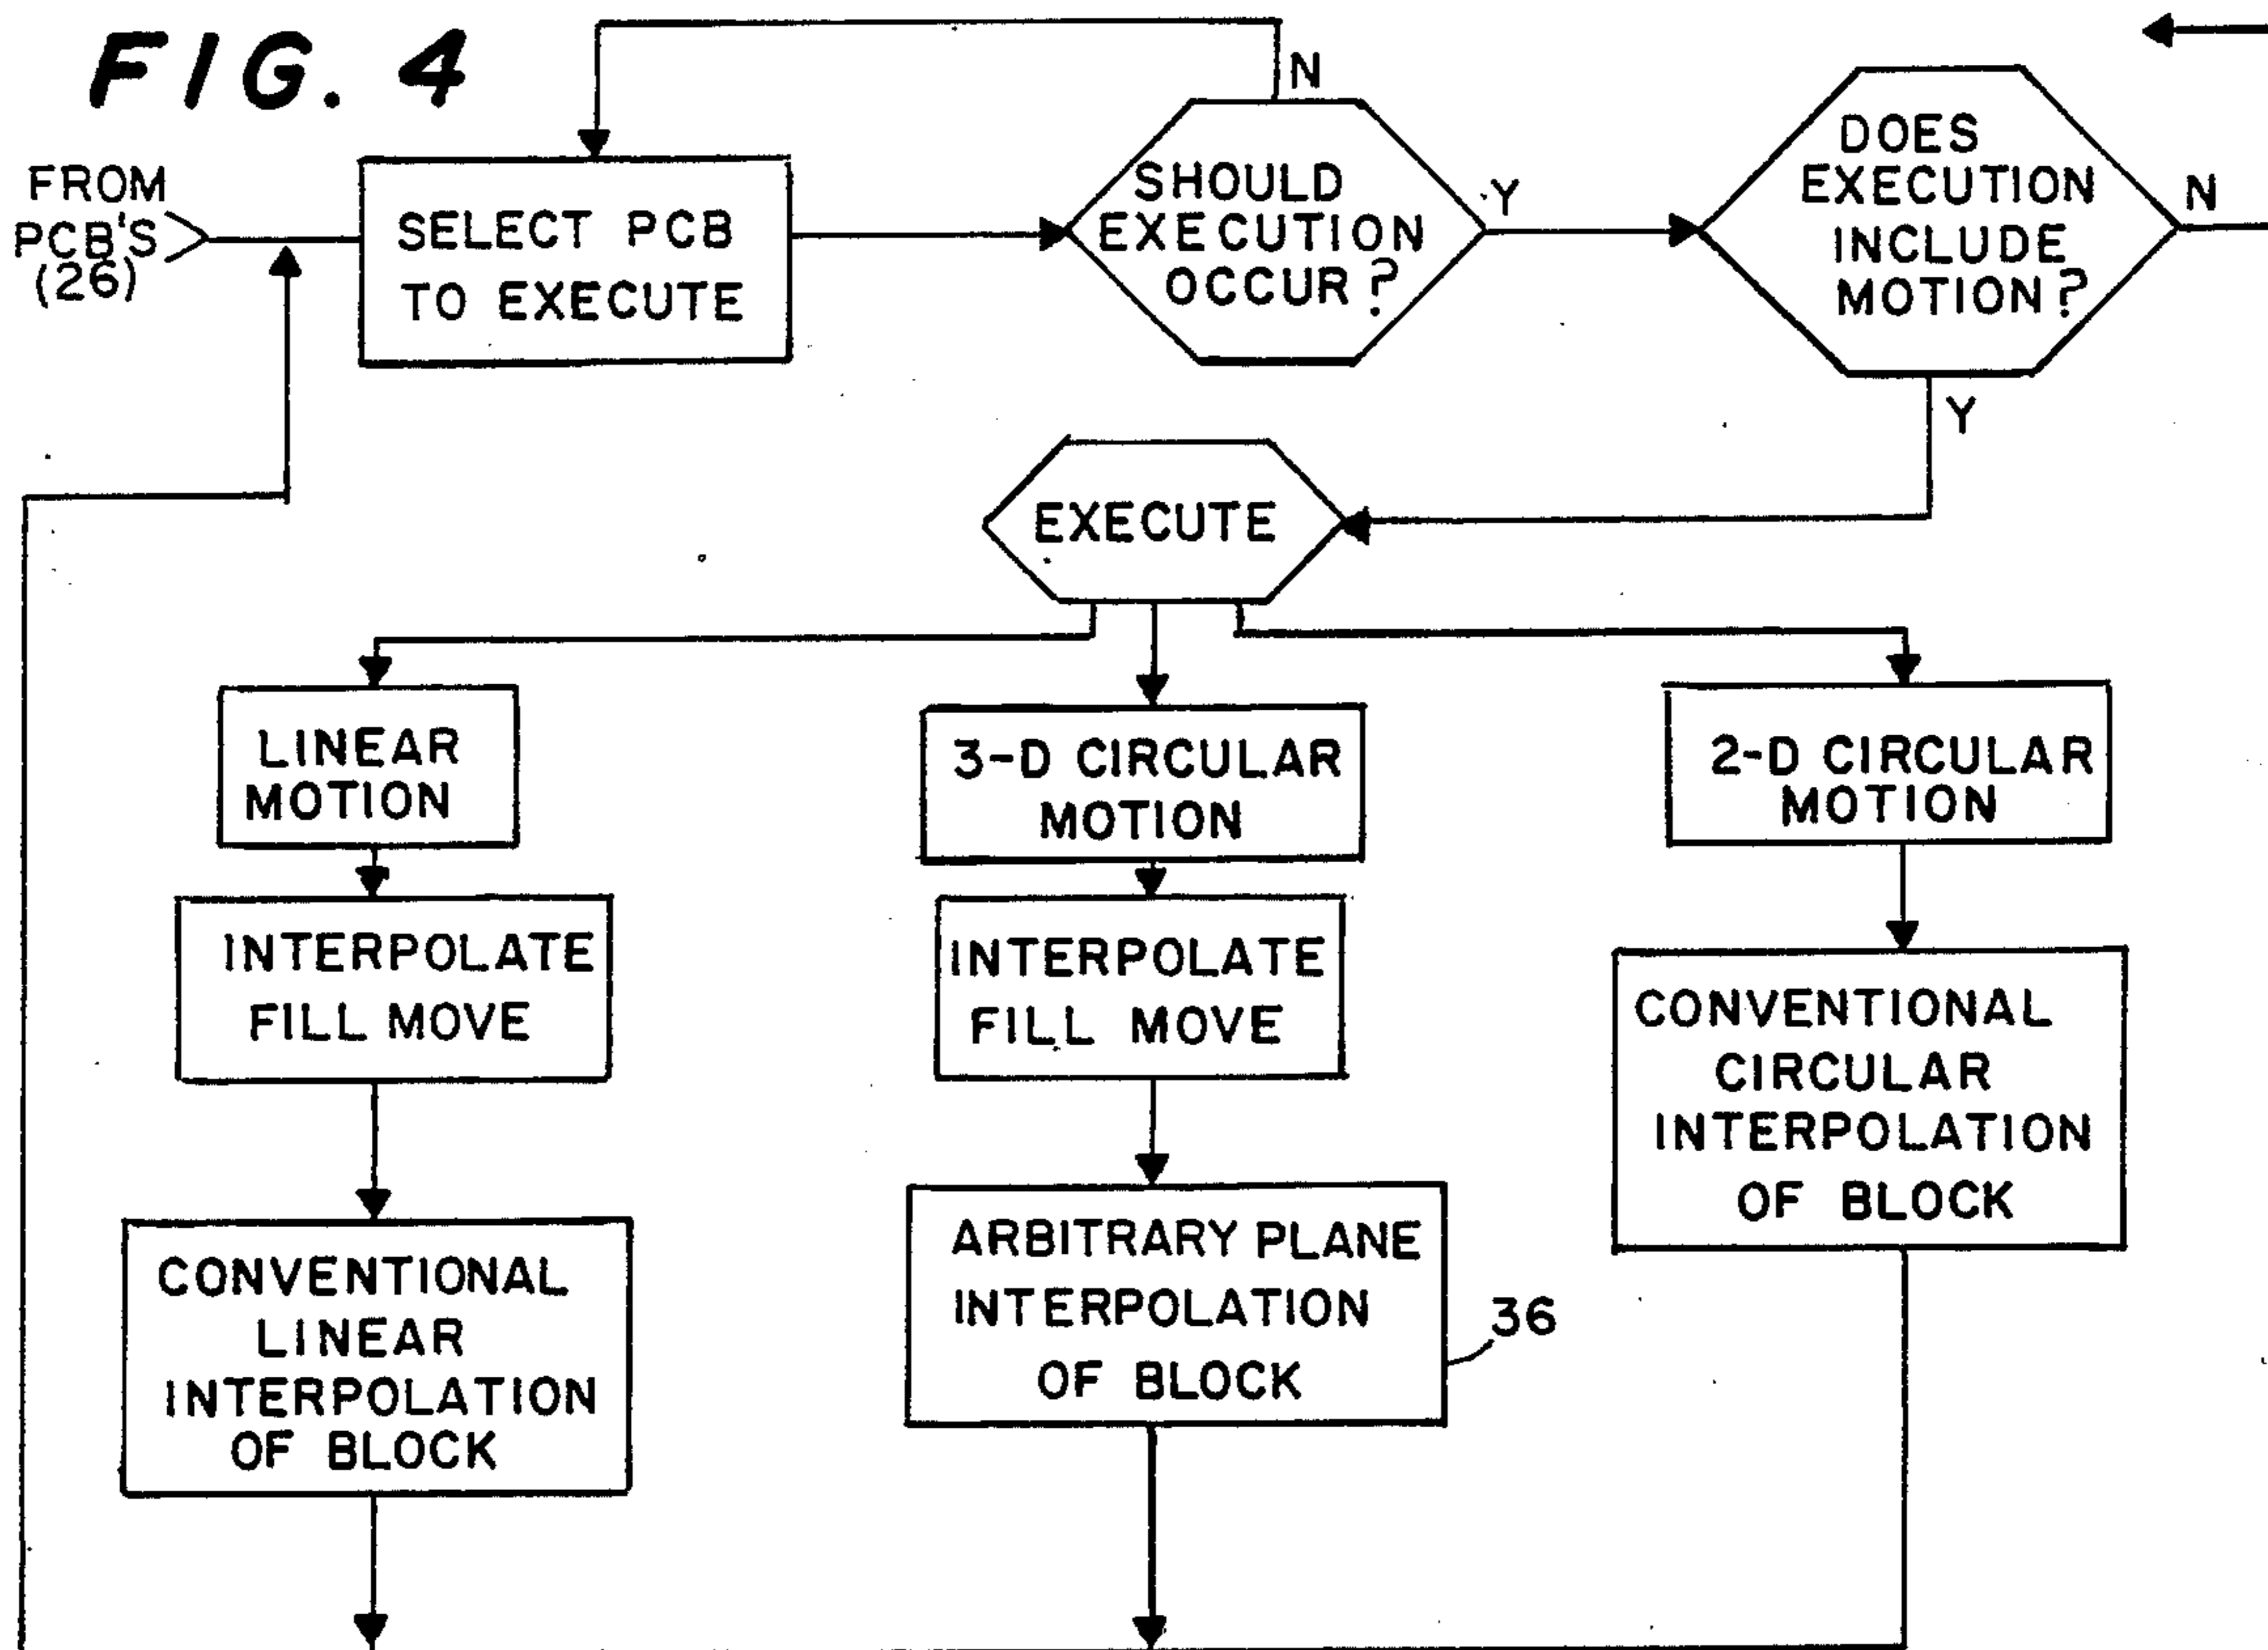 FIG. 4
FROM
PCB'S
(26)
SELECT PCB
TO EXECUTE
N
SHOULD
EXECUTION
OCCUR?
Y
DOES
EXECUTION
INCLUDE
MOTION?
N
Y
EXECUTE
LINEAR
MOTION
INTERPOLATE
FILL MOVE
CONVENTIONAL
LINEAR
INTERPOLATION
OF BLOCK
3-D CIRCULAR
MOTION
INTERPOLATE
FILL MOVE
ARBITRARY PLANE
INTERPOLATION
OF BLOCK
36
2-D CIRCULAR
MOTION
CONVENTIONAL
CIRCULAR
INTERPOLATION
OF BLOCK